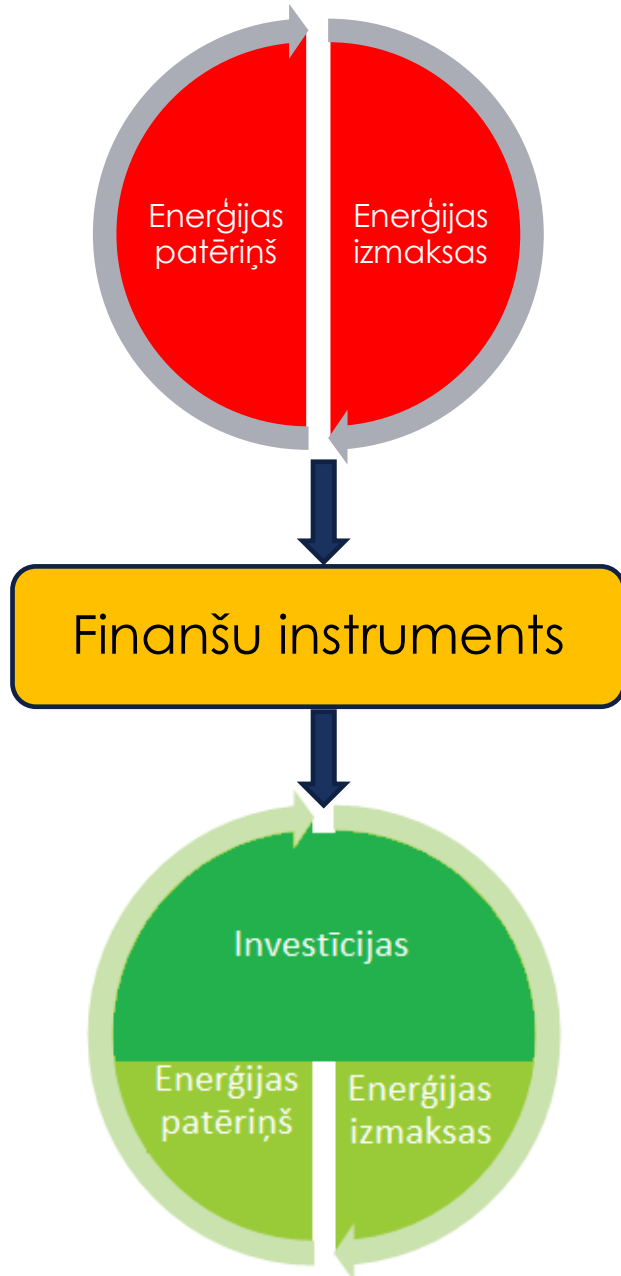 Enerģijas
patēriņš
Enerģijas
izmaksas
Finanšu instruments
Investīcijas
Enerģijas
patēriņš
Enerģijas
izmaksas